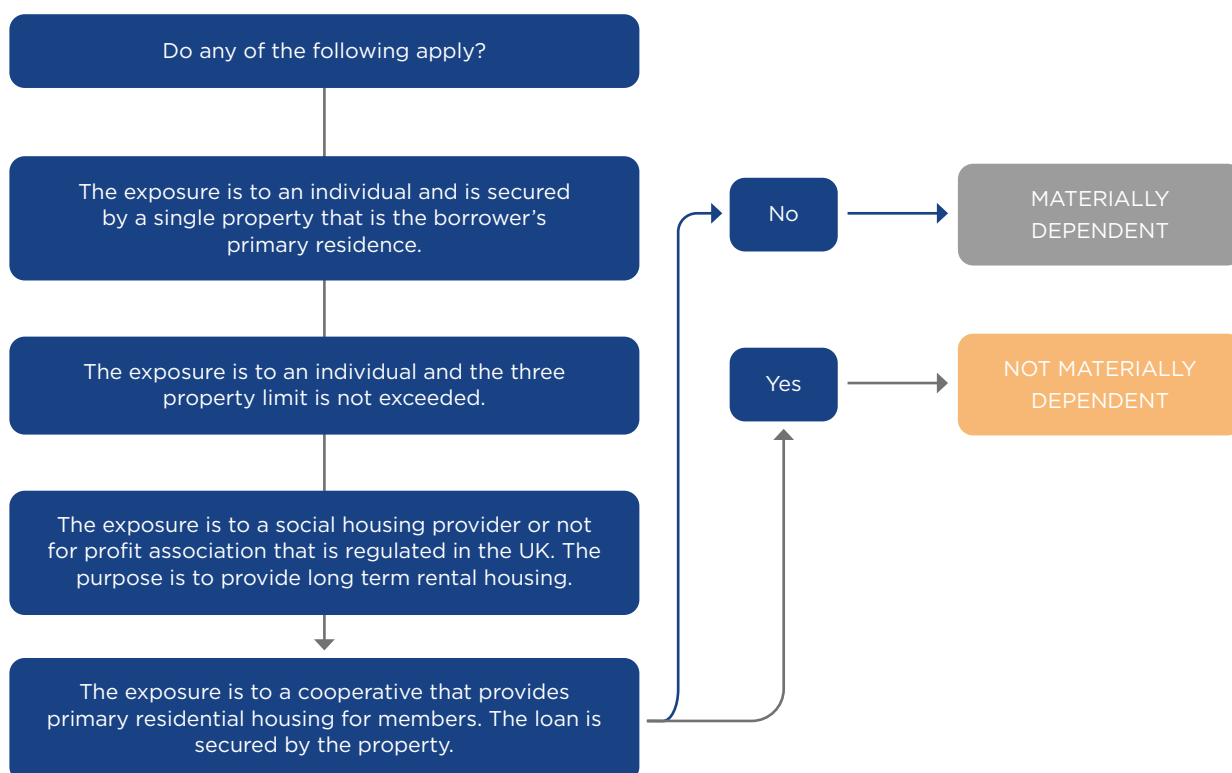 Do any of the following apply?
The exposure is to an individual and is secured
by a single property that is the borrower’s
primary residence.
The exposure is to an individual and the three
property limit is not exceeded.
The exposure is to a social housing provider or not
for profit association that is regulated in the UK. The
purpose is to provide long term rental housing.
The exposure is to a cooperative that provides
primary residential housing for members. The loan is
secured by the property.
No
MATERIALLY
DEPENDENT
Yes
NOT MATERIALLY
DEPENDENT